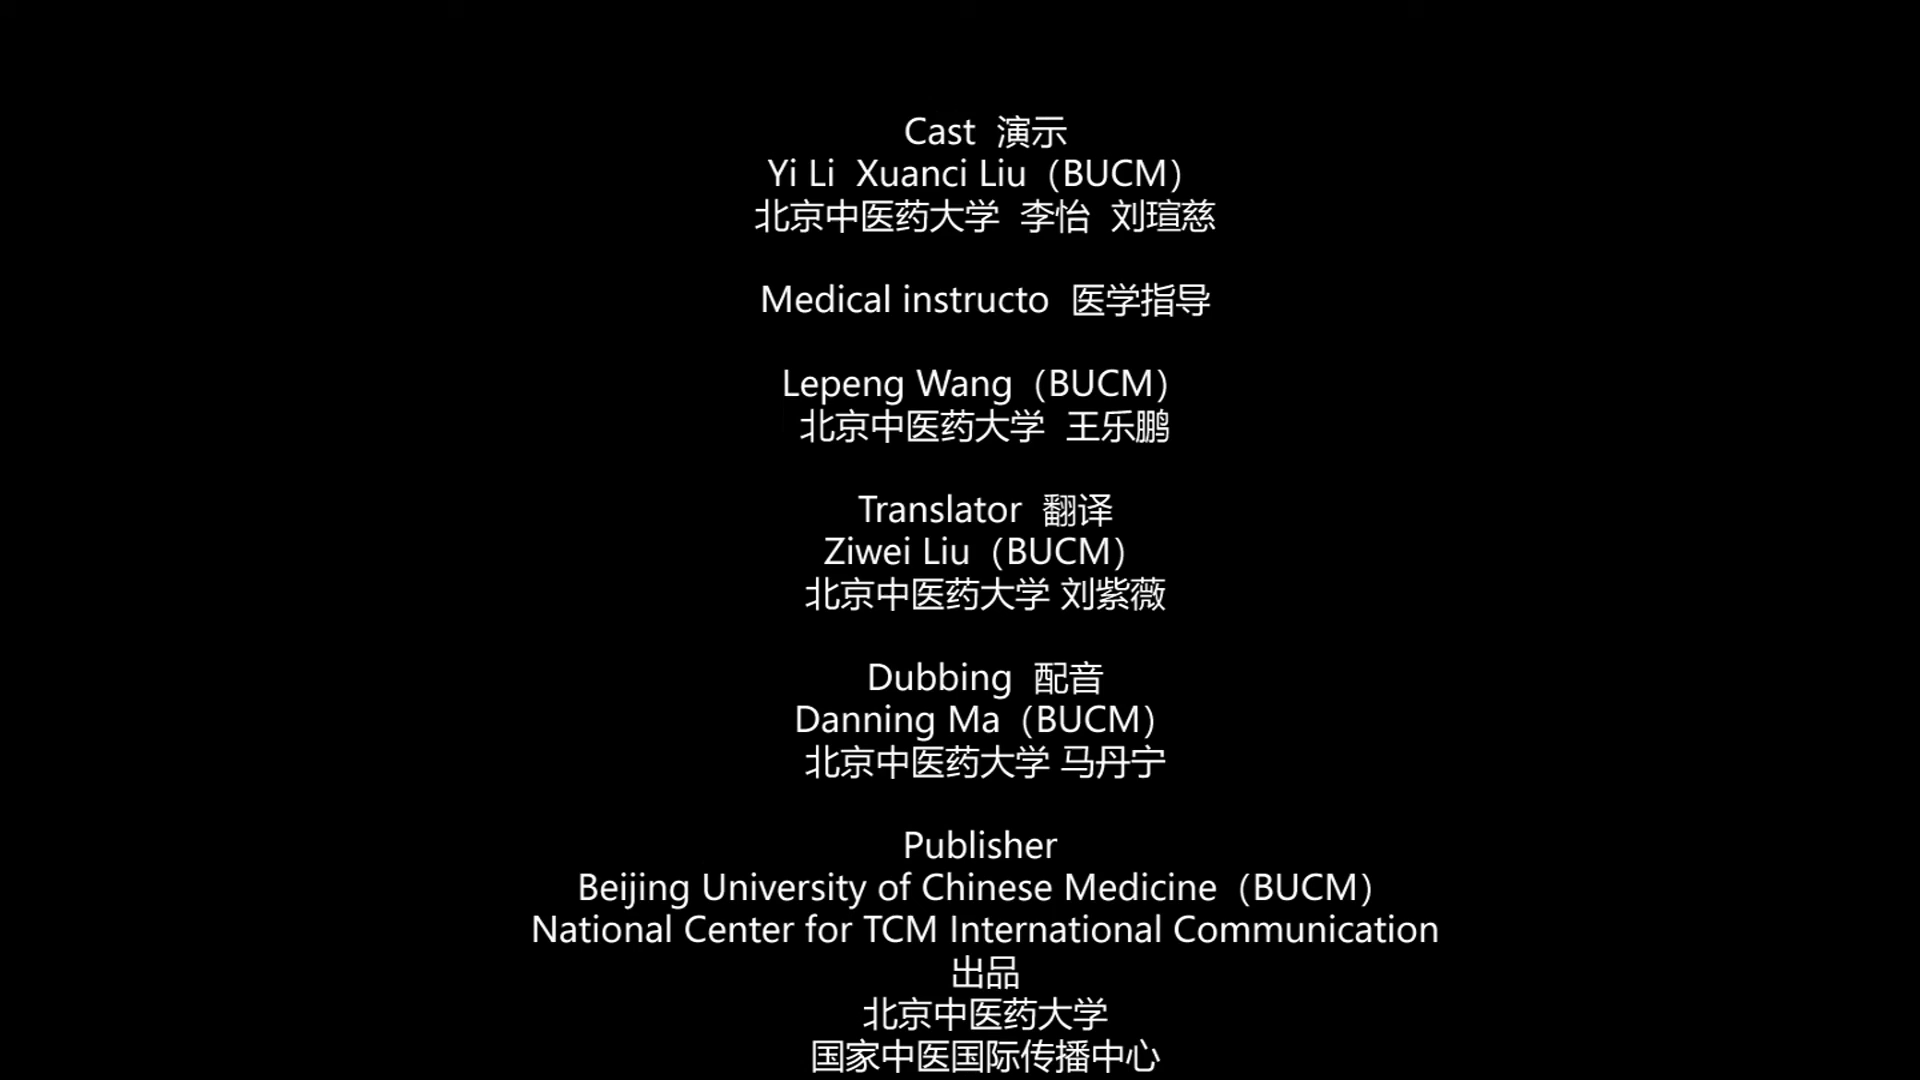 Cast  演示
Yi Li  Xuanci Liu（BUCM）
北京中医药大学  李怡  刘瑄慈
Medical instructo  医学指导
Lepeng Wang（BUCM）
北京中医药大学  王乐鹏
Translator  翻译
Ziwei Liu（BUCM）
北京中医药大学 刘紫薇
Dubbing  配音
Danning Ma（BUCM）
北京中医药大学 马丹宁
Publisher
Beijing University of Chinese Medicine（BUCM）
National Center for TCM International Communication
出品
北京中医药大学
国家中医国际传播中心